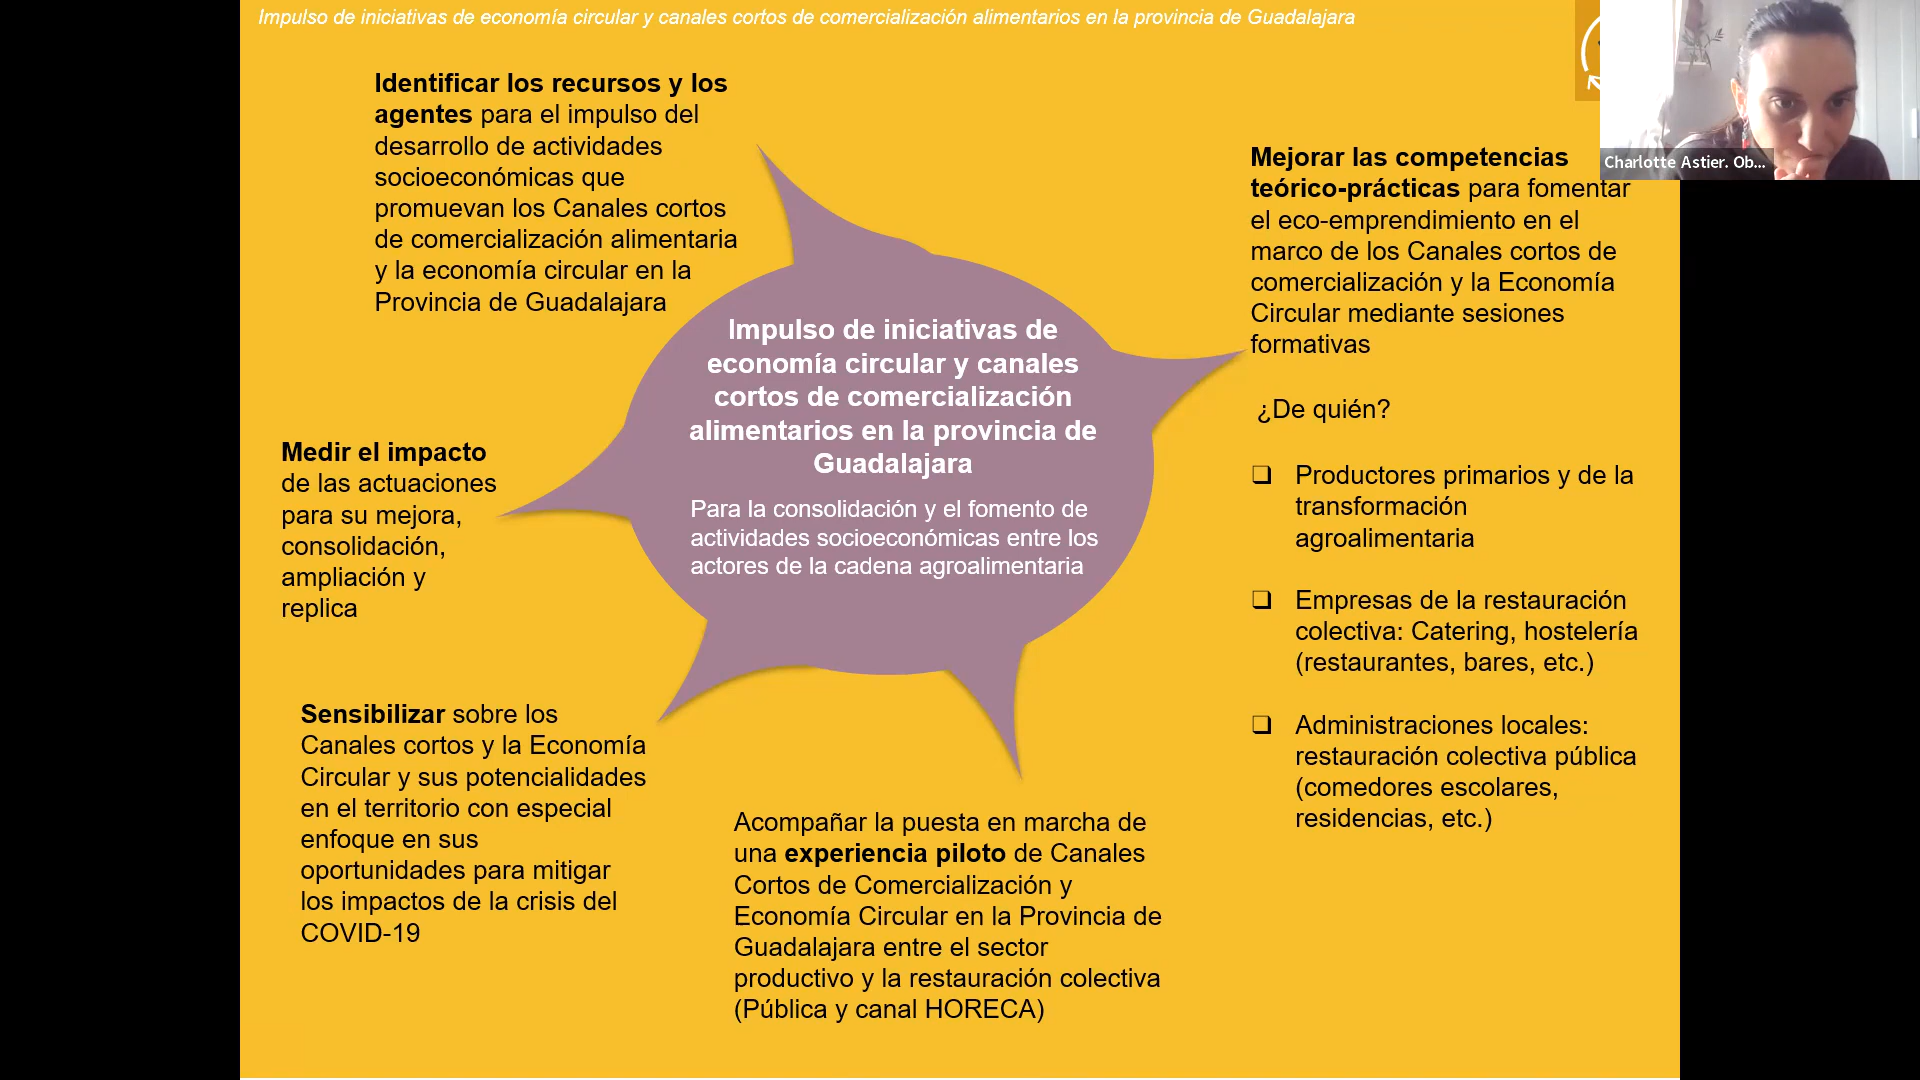 Impulso de iniciativas de economía circular y canales cortos de comercialización alimentarios en la provincia de Guadalajara
Identificar los recursos y los
agentes para el impulso del
desarrollo de actividades
socioeconómicas que
promuevan los Canales cortos
de comercialización alimentaria
y la economía circular en la
Provincia de Guadalajara
Charlotte Astier. Ob...
Mejorar las competencias
teórico-prácticas para fomentar
el eco-emprendimiento en el
marco de los Canales cortos de
comercialización y la Economía
Circular mediante sesiones
formativas
¿De quién?
❑ Productores primarios y de la
transformación
agroalimentaria
❑ Empresas de la restauración
colectiva: Catering, hostelería
(restaurantes, bares, etc.)
❑ Administraciones locales:
restauración colectiva pública
(comedores escolares,
residencias, etc.)
Impulso de iniciativas de
economía circular y canales
cortos de comercialización
alimentarios en la provincia de
Guadalajara
Para la consolidación y el fomento de
actividades socioeconómicas entre los
actores de la cadena agroalimentaria
Medir el impacto
de las actuaciones
para su mejora,
consolidación,
ampliación y
replica
Sensibilizar sobre los
Canales cortos y la Economía
Circular y sus potencialidades
en el territorio con especial
enfoque en sus
oportunidades para mitigar
los impactos de la crisis del
COVID-19
Acompañar la puesta en marcha de
una experiencia piloto de Canales
Cortos de Comercialización y
Economía Circular en la Provincia de
Guadalajara entre el sector
productivo y la restauración colectiva
(Pública y canal HORECA)